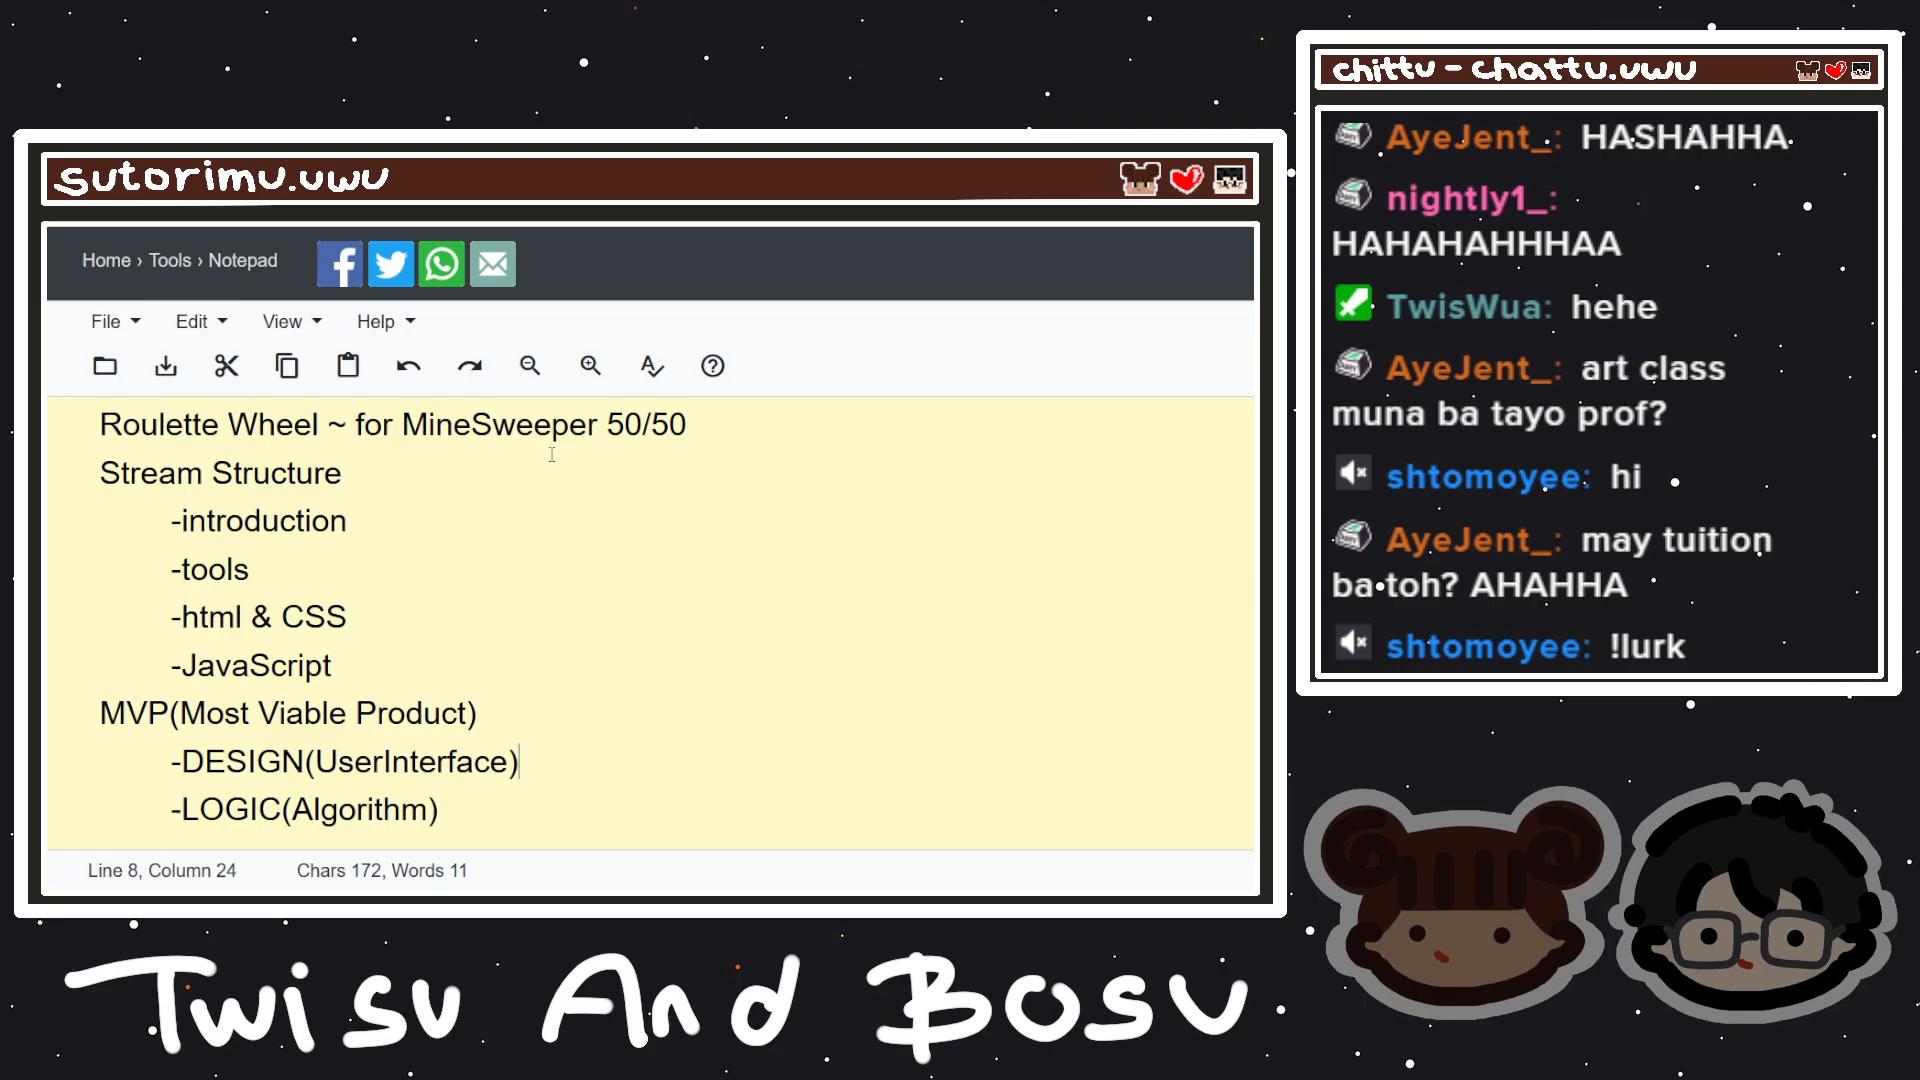 sutorimu.uwu
Home › Tools › Notepad
File Edit View Help
Roulette Wheel ~ for MineSweeper 50/50
Stream Structure
-introduction
-tools
-html & CSS
-JavaScript
MVP(Most Viable Product)
-DESIGN(UserInterface)
-LOGIC(Algorithm)
Line 8, Column 24 Chars 172, Words 11
chittu - chattu.uwu
AyeJent_: HASHAHHA
nightly1_:
HAHAHAHHHAA
TwisWua: hehe
AyeJent_: art class
muna ba tayo prof?
shtomoyee: hi
AyeJent_: may tuition
ba toh? AHAHHA
shtomoyee: !lurk
Twisu And Bosu